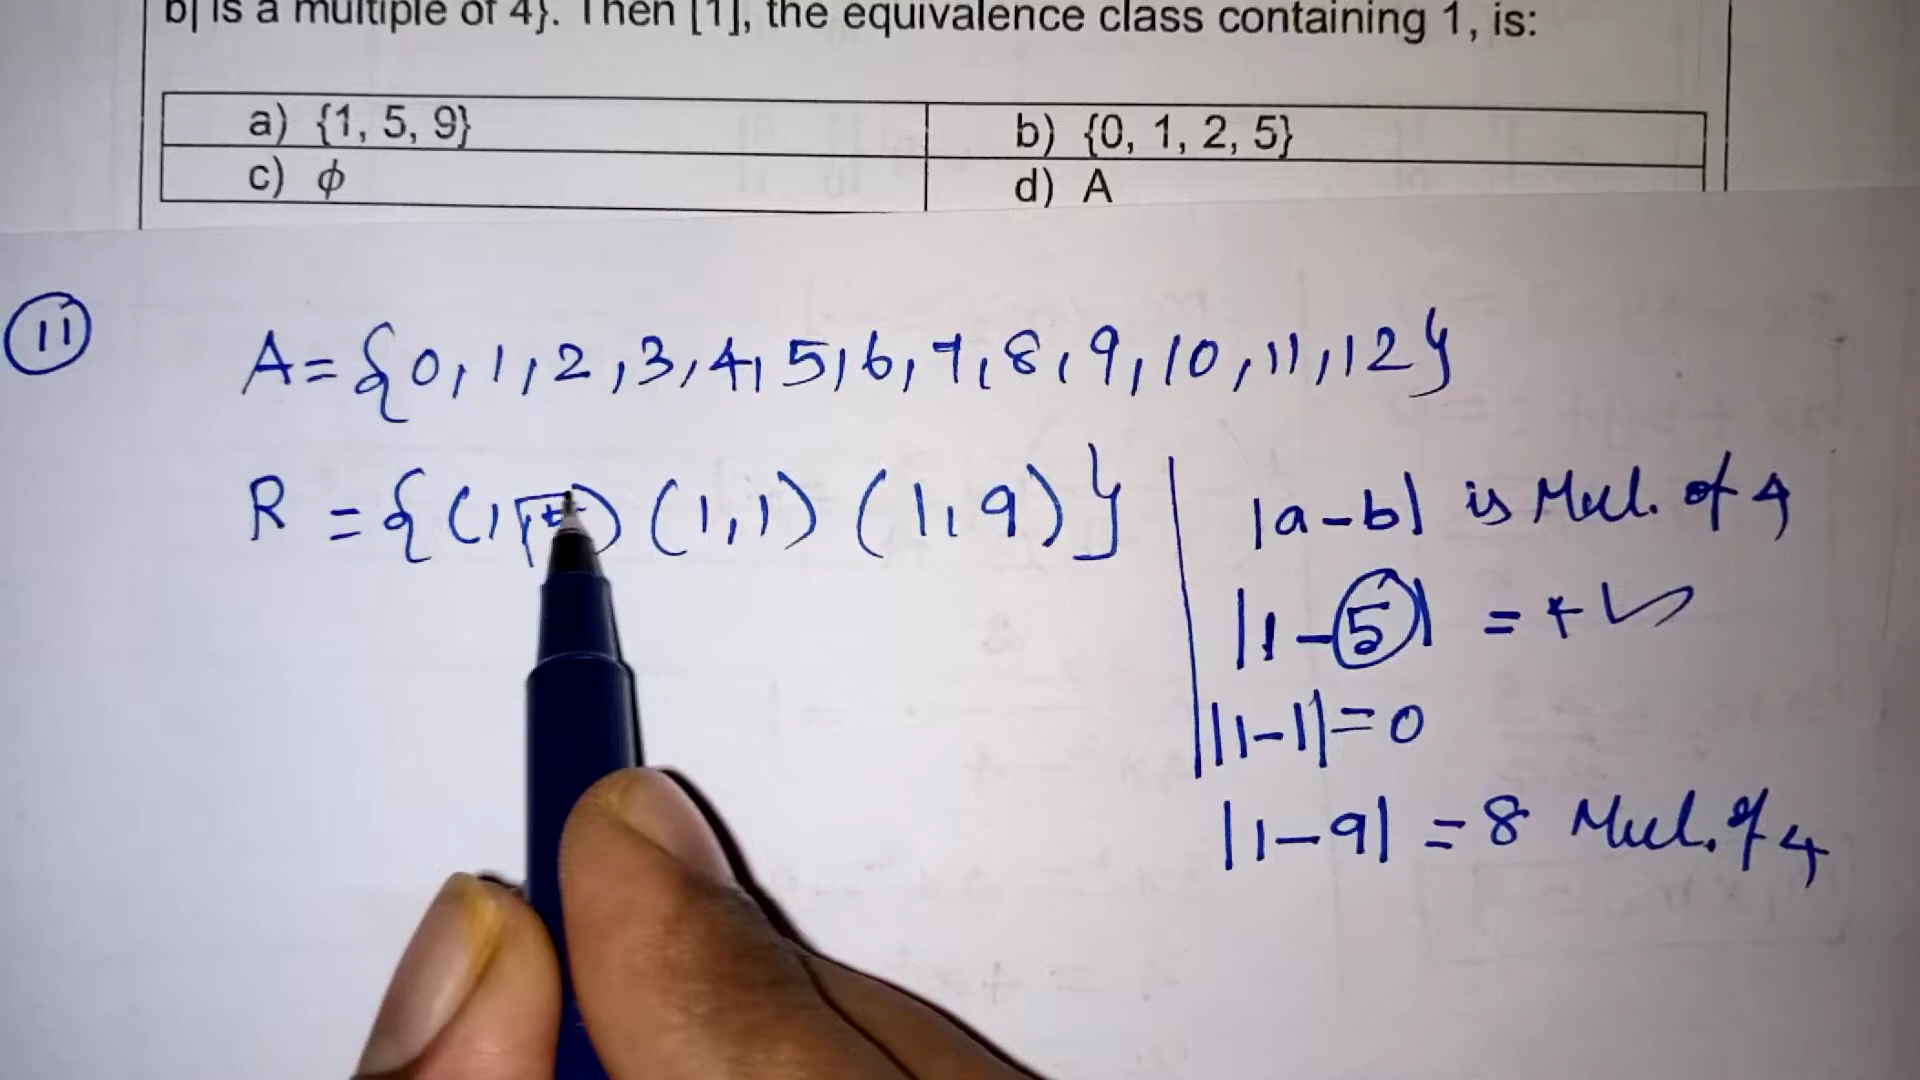 b| is a multiple of 4}. Then [1], the equivalence class containing 1, is:
a) {1, 5, 9}
b) {0, 1, 2, 5}
c) ϕ
d) A
11
A={0,1,2,3,4,5,6,7,8,9,10,11,12}
R = {(1, (1,1) (1,9)}
|a-b| is Mul. of 4
|1-5| = 4
|1-1|=0
|1-9| = 8 Mul. of 4